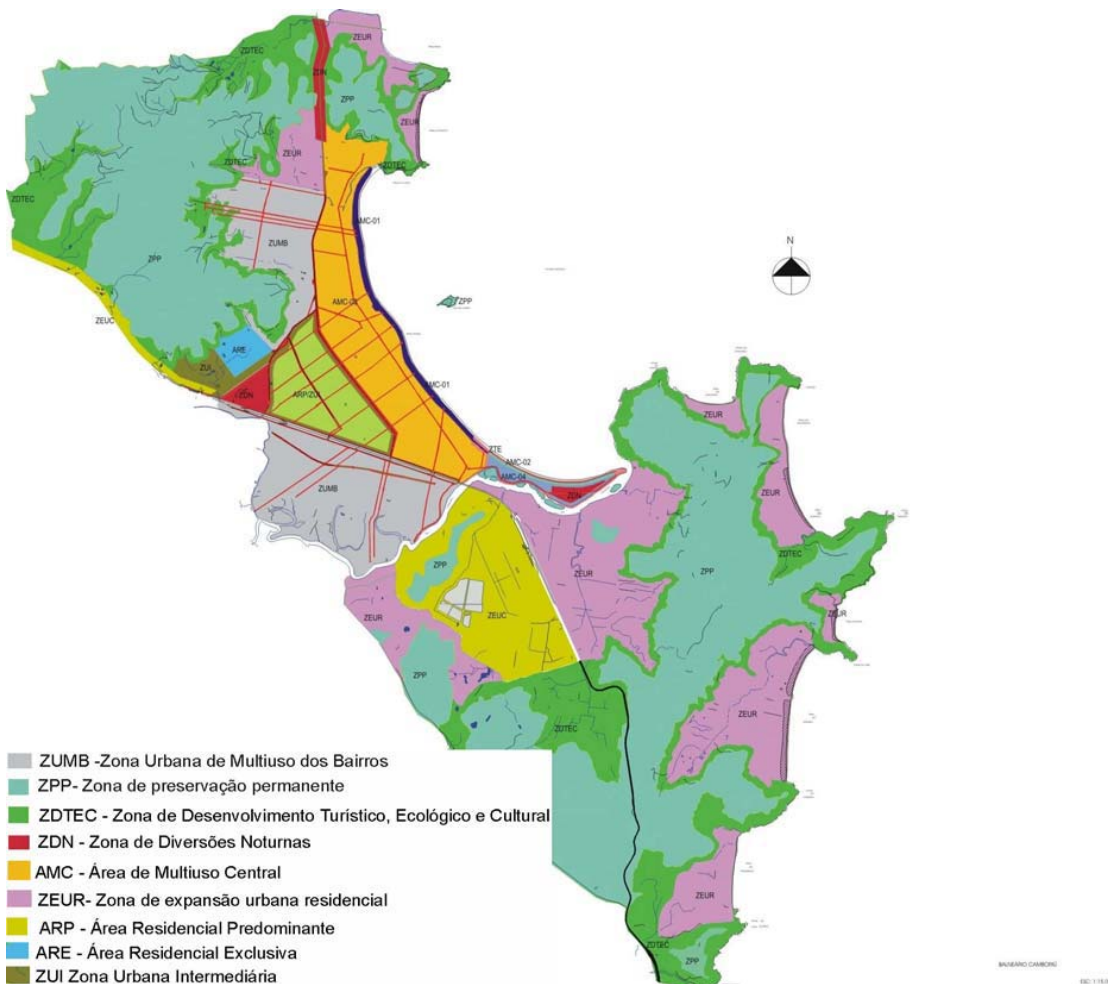 ZEUR
ZDTEC
ZDN
ZPP
ZEUR
ZEUR
ZDTEC
ZDTEC
ZDTEC
AMC-01
ZUMB
N
ZPP
ZPP
ZEUC
AMC-02
ARE
ZUI
ZDN
ARP/ZUI
AMC-01
ZEUR
ZTE
AMC-02
AMC-04
ZDN
ZUMB
ZEUR
ZDTEC
ZPP
ZEUR
ZPP
ZEUC
ZEUR
ZEUR
ZPP
ZEUR
ZDTEC
ZUMB -Zona Urbana de Multiuso dos Bairros
ZPP- Zona de preservação permanente
ZDTEC - Zona de Desenvolvimento Turístico, Ecológico e Cultural
ZDN - Zona de Diversões Noturnas
AMC - Área de Multiuso Central
ZEUR- Zona de expansão urbana residencial
ARP - Área Residencial Predominante
ARE - Área Residencial Exclusiva
ZUI Zona Urbana Intermediária
ZEUR
ZDTEC
ZPP
BALNEÁRIO CAMBORIÚ